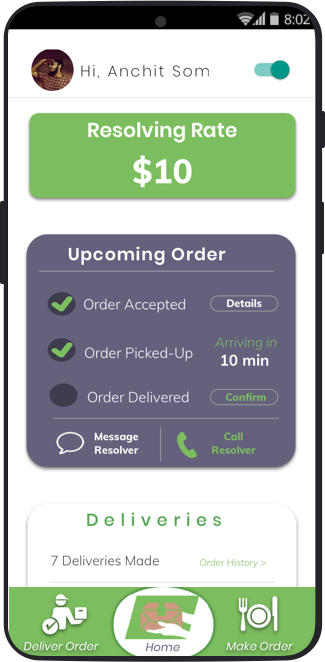 8:02
Hi, Anchit Som
Resolving Rate
$10
Upcoming Order
Order Accepted Details
Order Picked-Up Arriving in
10 min
Order Delivered Confirm
Message
Resolver
Call
Resolver
Deliveries
7 Deliveries Made Order History >
Deliver Order Home Make Order